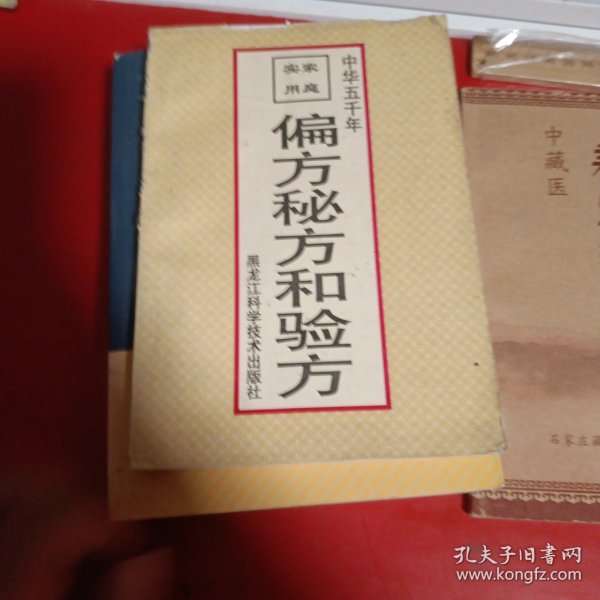 中华五千年
家庭
实用
偏方秘方和验方
黑龙江科学技术出版社
中藏医
石家庄
孔夫子旧书网
www.kongfz.com